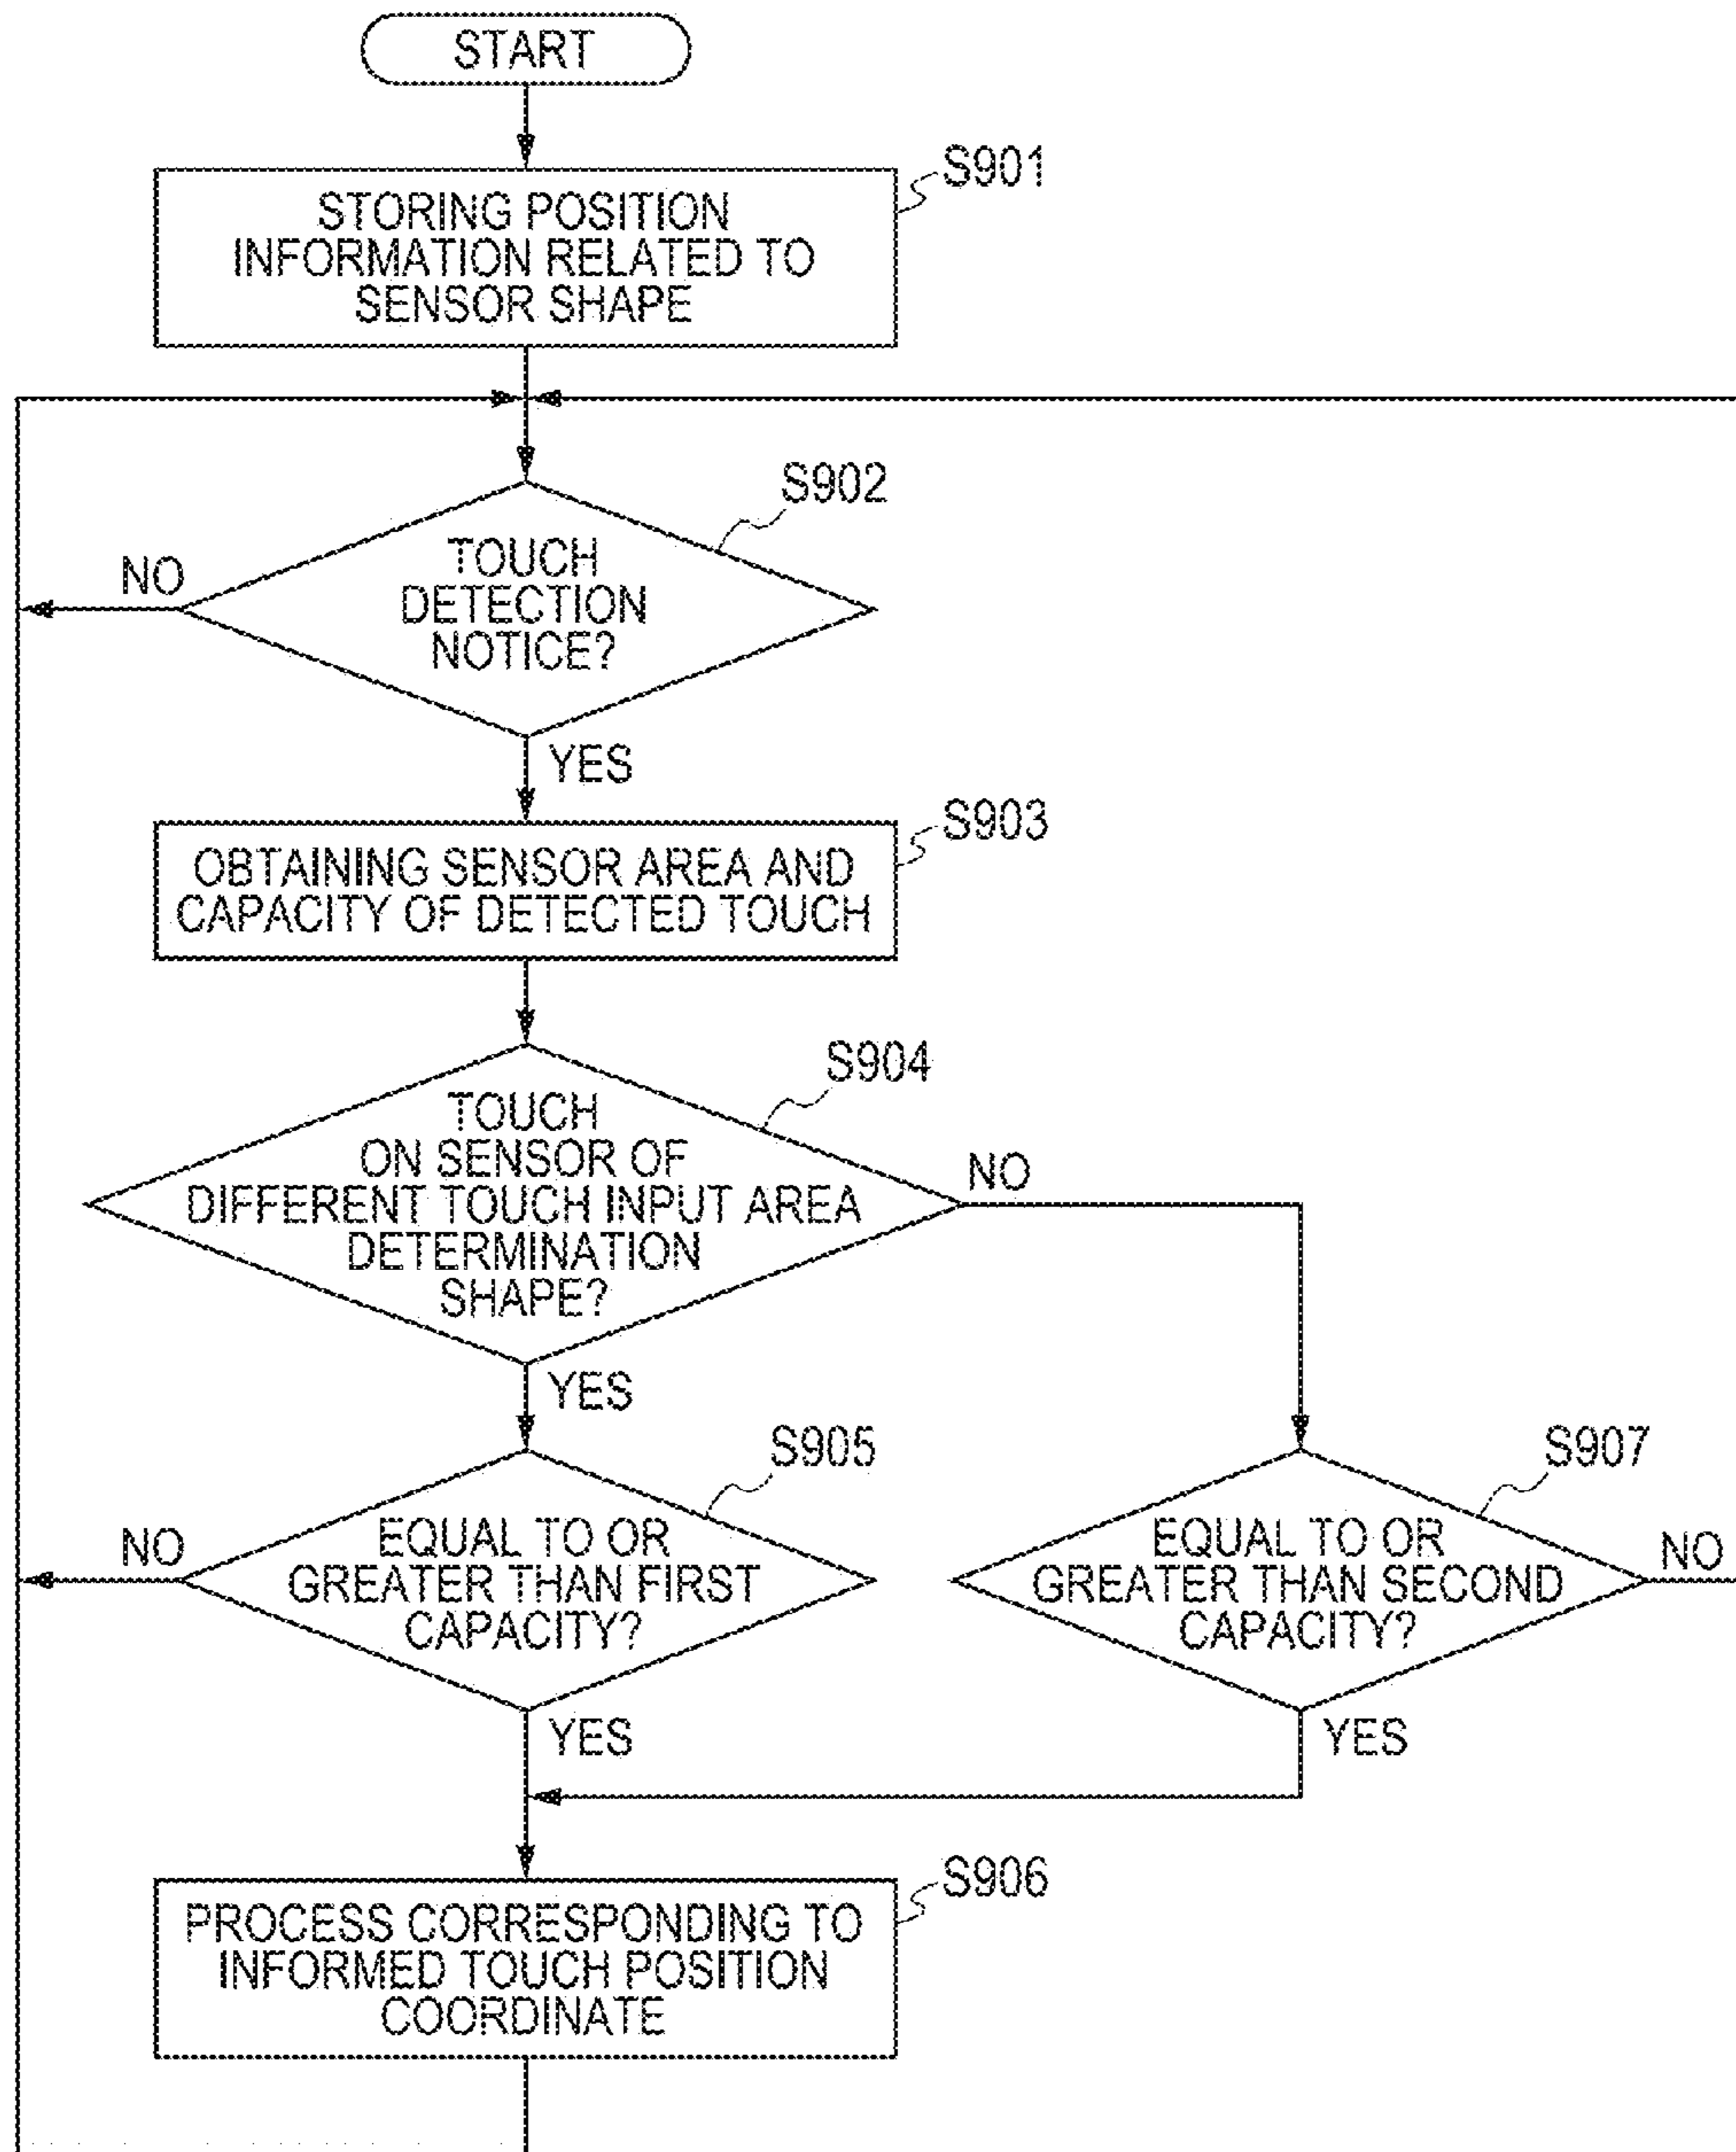 START
S901
STORING POSITION
INFORMATION RELATED TO
SENSOR SHAPE
S902
TOUCH
DETECTION
NOTICE?
NO
YES
S903
OBTAINING SENSOR AREA AND
CAPACITY OF DETECTED TOUCH
S904
TOUCH
ON SENSOR OF
DIFFERENT TOUCH INPUT AREA
DETERMINATION
SHAPE?
NO
YES
S905
EQUAL TO OR
GREATER THAN FIRST
CAPACITY?
NO
YES
S907
EQUAL TO OR
GREATER THAN SECOND
CAPACITY?
NO
YES
S906
PROCESS CORRESPONDING TO
INFORMED TOUCH POSITION
COORDINATE